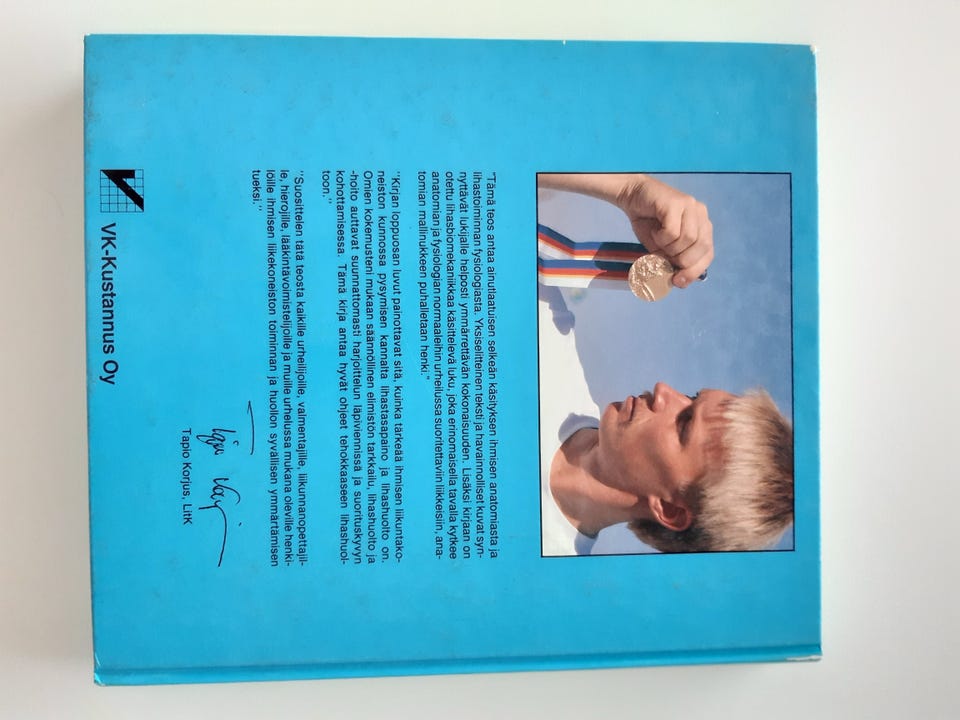 "Tämä teos antaa ainutlaatuisen selkeän käsityksen ihmisen anatomiasta ja
lihastoiminnan fysiologiasta. Yksiselitteinen teksti ja havainnolliset kuvat syn-
nyttävät lukijalle helposti ymmärrettävän kokonaisuuden. Lisäksi kirjaan on
otettu lihasbiomekaniikkaa käsittelevä luku, joka erinomaisella tavalla kytkee
anatomian ja fysiologian normaaleihin urheilussa suoritettaviin liikkeisiin, ana-
tomian mallinukkeen puhalletaan henki."
"Kirjan loppuosan luvut painottavat sitä, kuinka tärkeää ihmisen liikuntako-
neiston kunnossa pysymisen kannalta lihastasapaino ja lihashuolto on.
Omien kokemusteni mukaan säännöllinen elimistön tarkkailu, lihashuolto ja
-hoito auttavat suunnattomasti harjoittelun läpiviennissä ja suorituskyvyn
kohottamisessa. Tämä kirja antaa hyvät ohjeet tehokkaaseen lihashuol-
toon."
"Suosittelen tätä teosta kaikille urheilijoille, valmentajille, liikunnanopettajil-
le, hierojille, lääkintävoimistelijoille ja muille urhelussa mukana oleville henki-
löille ihmisen liikekoneiston toiminnan ja huollon syvällisen ymmärtämisen
tueksi."
Tapio Korjus, LitK
VK-Kustannus Oy